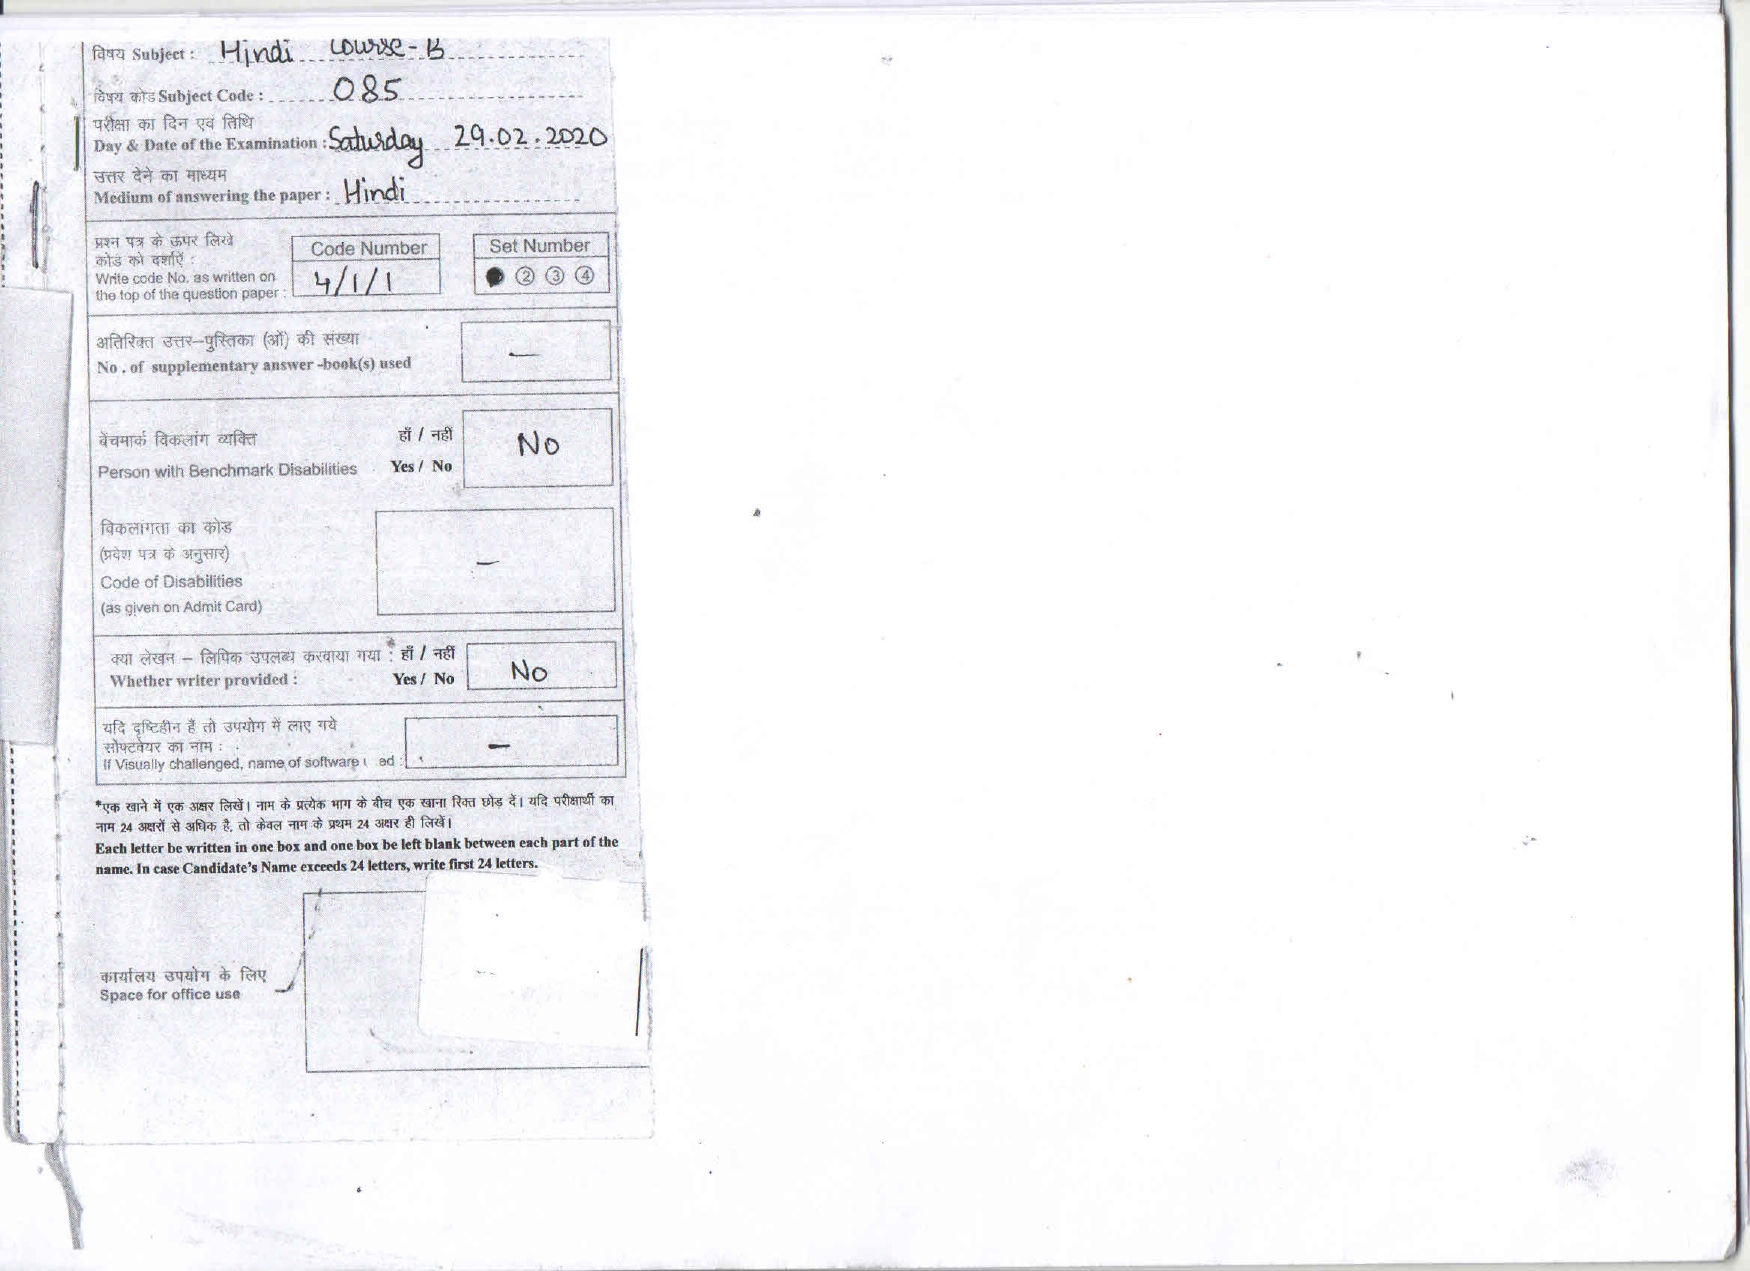 विषय Subject : Hindi course-B
विषय कोड Subject Code : 085
परीक्षा का दिन एवं तिथि
Day & Date of the Examination : Saturday 29.02.2020
उत्तर देने का माध्यम
Medium of answering the paper : Hindi
प्रश्न पत्र के ऊपर लिखे
कोड को दर्शाएँ :
Write code No. as written on
the top of the question paper :
Code Number
4/1/1
Set Number
② ③ ④
अतिरिक्त उत्तर–पुस्तिका (ओं) की संख्या
No . of supplementary answer -book(s) used
—
बेंचमार्क विकलांग व्यक्ति हाँ / नहीं
Person with Benchmark Disabilities Yes / No
No
विकलांगता का कोड
(प्रवेश पत्र के अनुसार)
Code of Disabilities
(as given on Admit Card)
—
क्या लेखन – लिपिक उपलब्ध करवाया गया : हाँ / नहीं
Whether writer provided : Yes / No
No
यदि दृष्टिहीन हैं तो उपयोग में लाए गये
सोफ्टवेयर का नाम :
If Visually challenged, name of software ed :
—
*एक खाने में एक अक्षर लिखें। नाम के प्रत्येक भाग के बीच एक खाना रिक्त छोड़ दें। यदि परीक्षार्थी का
नाम 24 अक्षरों से अधिक है, तो केवल नाम के प्रथम 24 अक्षर ही लिखें।
Each letter be written in one box and one box be left blank between each part of the
name. In case Candidate's Name exceeds 24 letters, write first 24 letters.
कार्यालय उपयोग के लिए
Space for office use